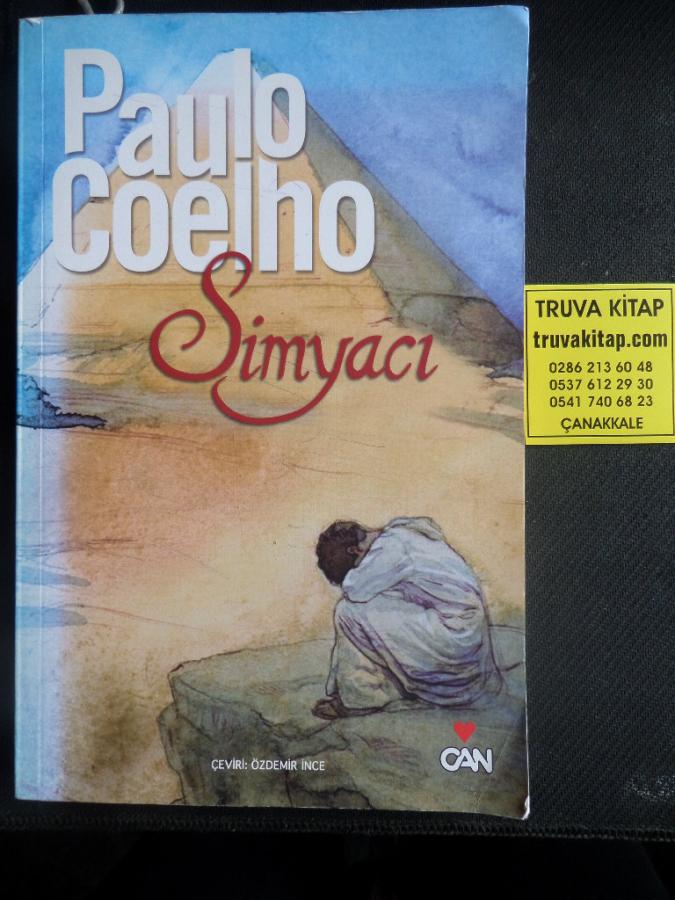 Paulo
Coelho
Simyacı
TRUVA KİTAP
truvakitap.com
0286 213 60 48
0537 612 29 30
0541 740 68 23
ÇANAKKALE
ÇEVİRİ: ÖZDEMİR İNCE
CAN